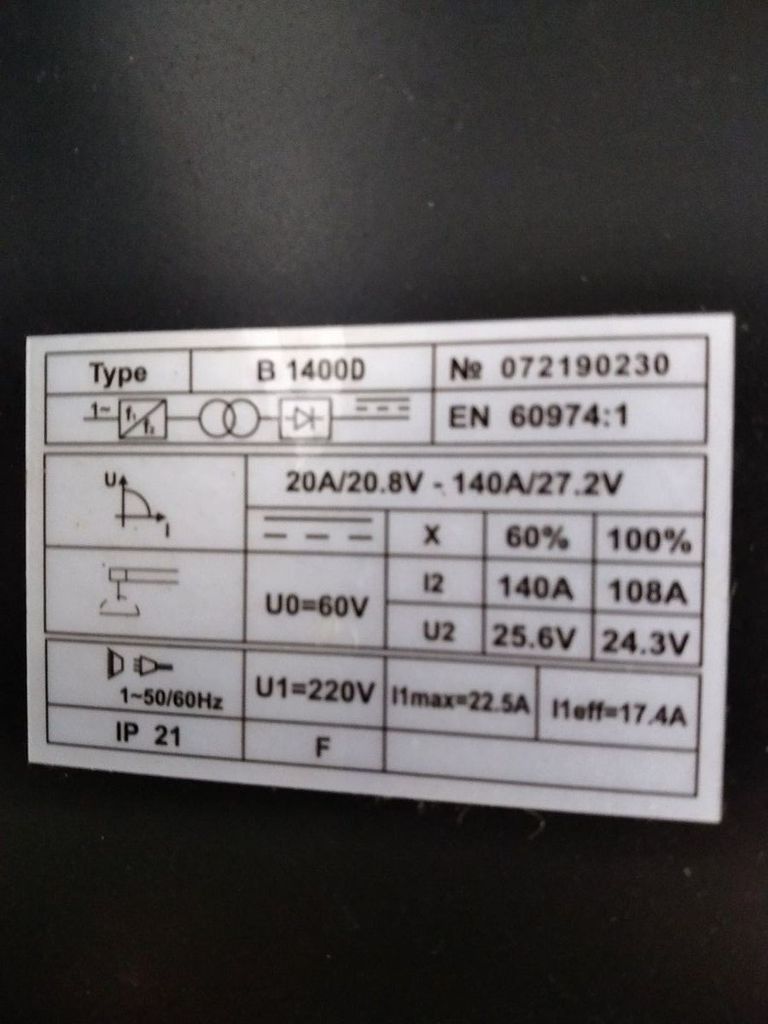 Type B 1400D № 072190230
1~ f₁ f₂ EN 60974:1
U I 20A/20.8V - 140A/27.2V
X 60% 100%
I2 140A 108A
U0=60V
U2 25.6V 24.3V
1~50/60Hz U1=220V I1max=22.5A I1eff=17.4A
IP 21 F